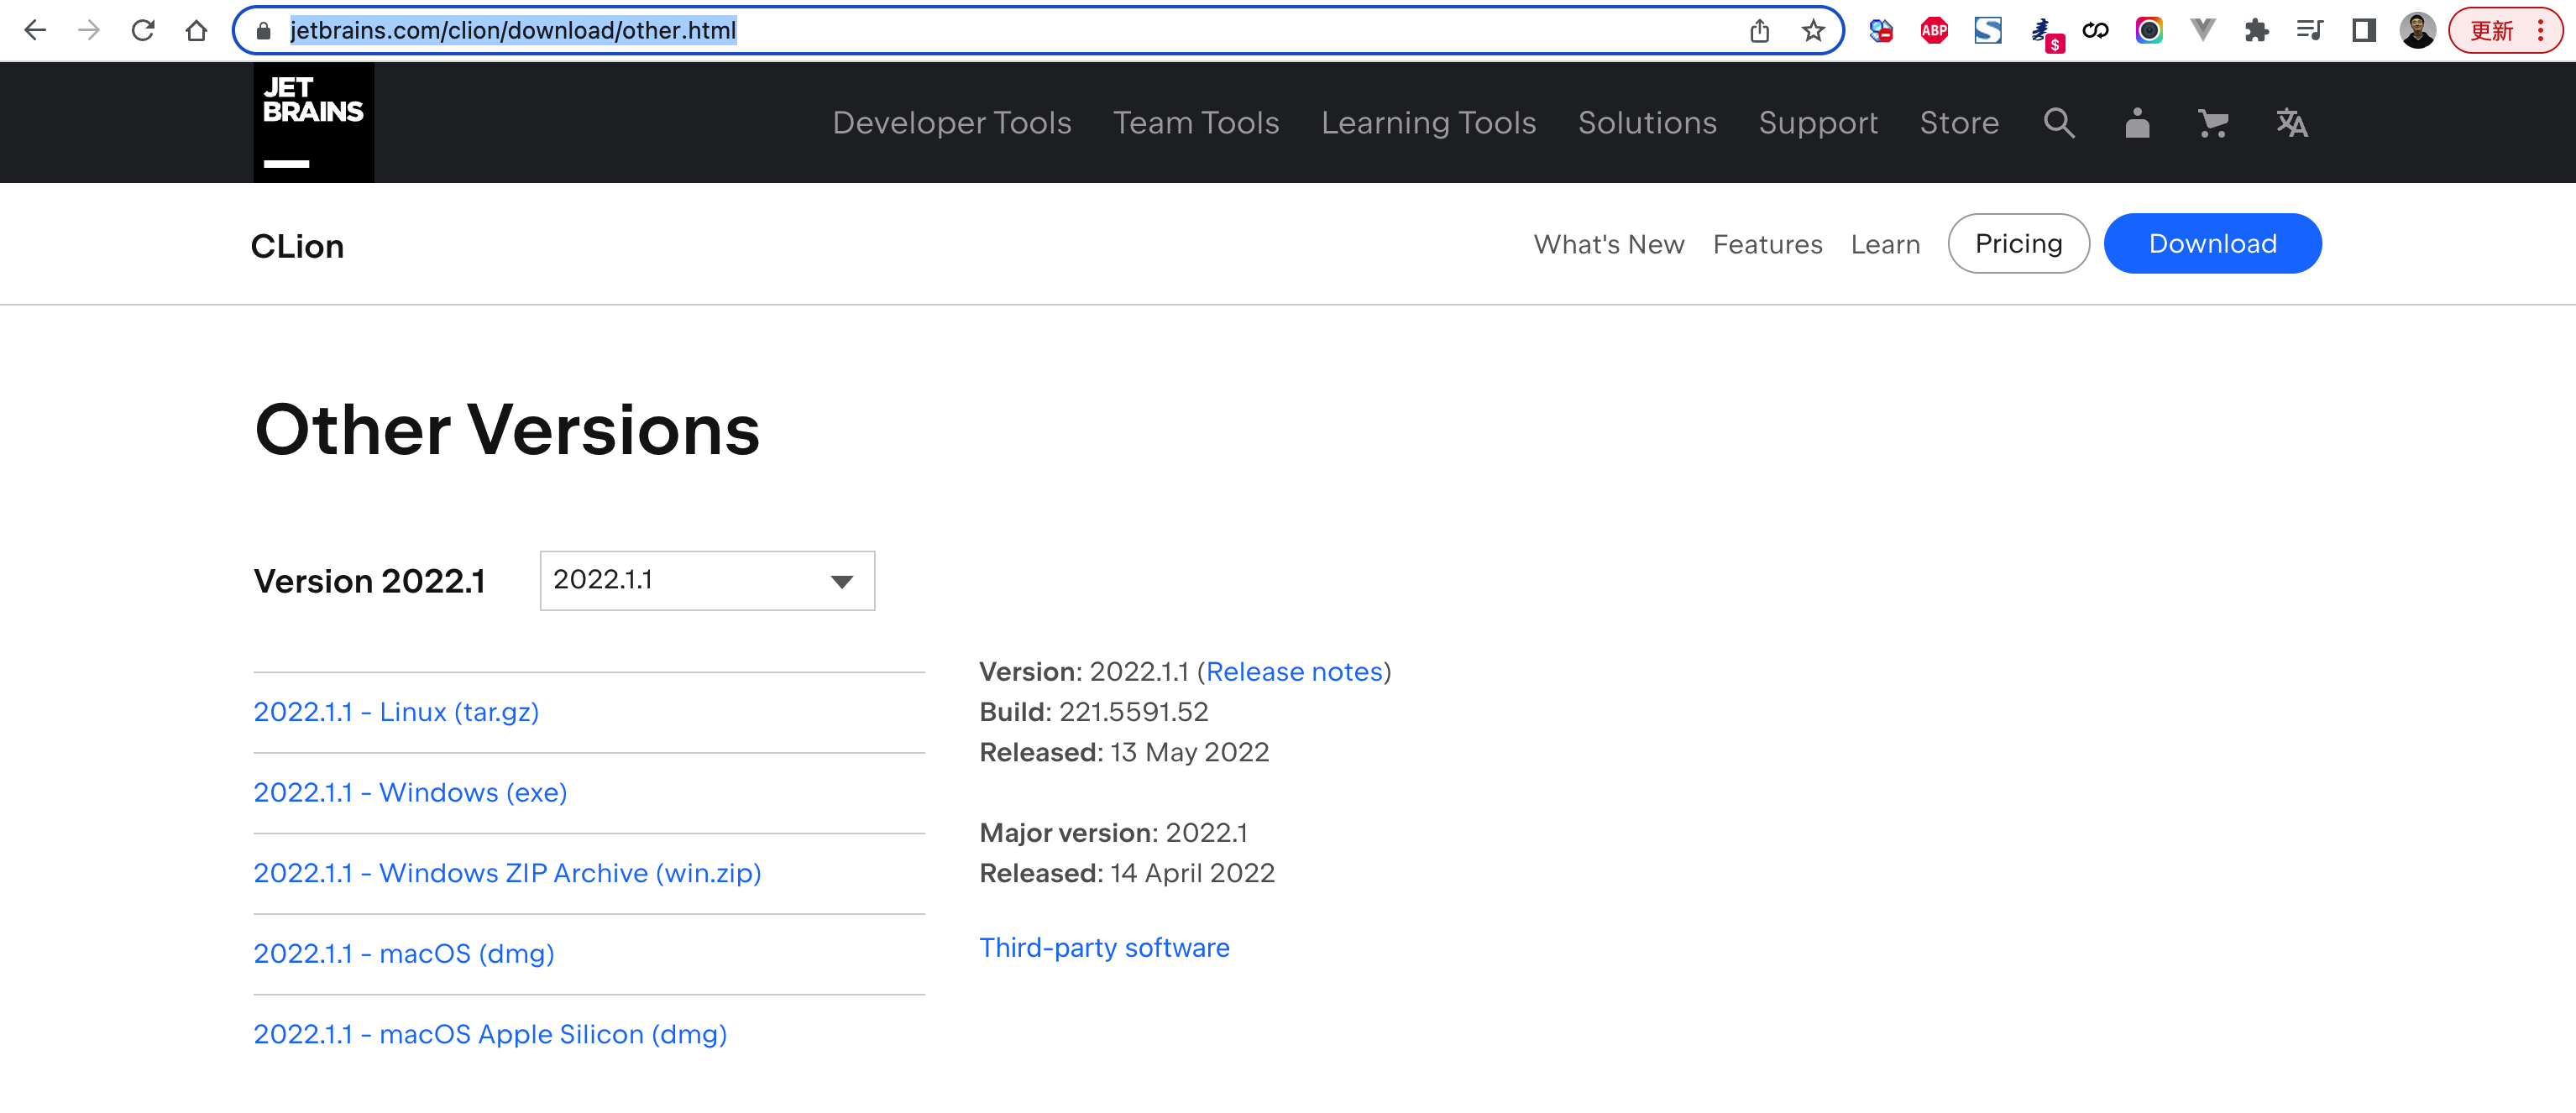 jetbrains.com/clion/download/other.html
ABP
$
更新
JET
BRAINS
Developer Tools
Team Tools
Learning Tools
Solutions
Support
Store
CLion
What's New
Features
Learn
Pricing
Download
Other Versions
Version 2022.1
2022.1.1
2022.1.1 - Linux (tar.gz)
2022.1.1 - Windows (exe)
2022.1.1 - Windows ZIP Archive (win.zip)
2022.1.1 - macOS (dmg)
2022.1.1 - macOS Apple Silicon (dmg)
Version: 2022.1.1 (Release notes)
Build: 221.5591.52
Released: 13 May 2022
Major version: 2022.1
Released: 14 April 2022
Third-party software